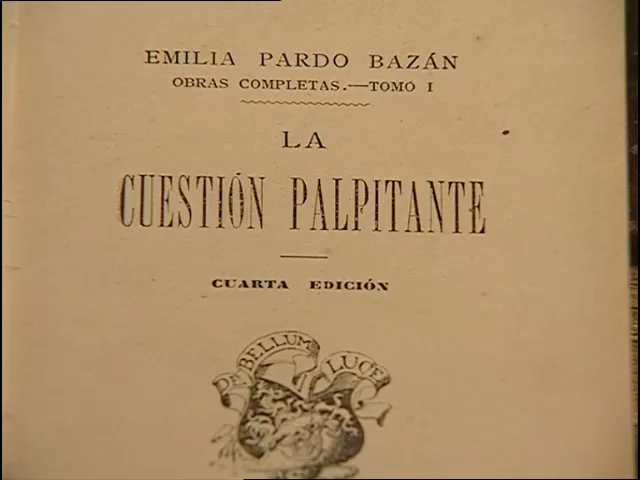 EMILIA PARDO BAZÁN
OBRAS COMPLETAS.—TOMO I
LA
CUESTIÓN PALPITANTE
CUARTA EDICIÓN
DE BELLUM LUCE